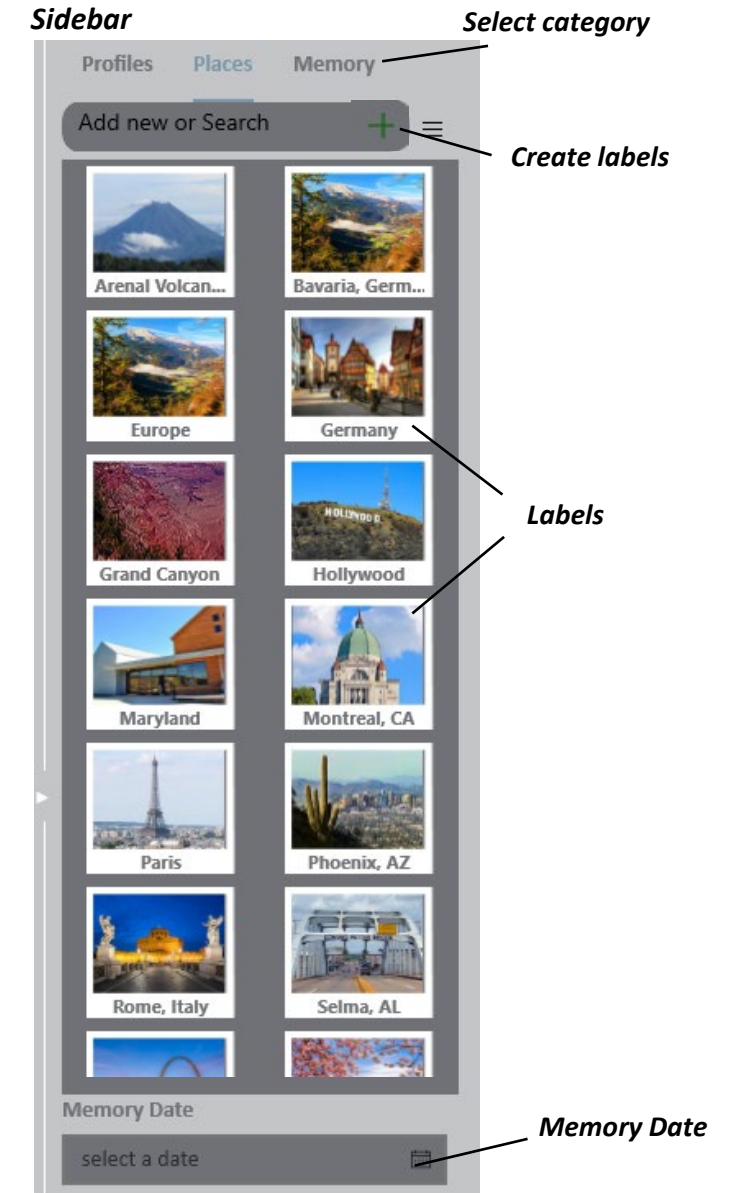 Sidebar
Select category
Profiles Places Memory
Add new or Search
Create labels
Arenal Volcan... Bavaria, Germ...
Europe Germany
Labels
HOLLYWOOD
Grand Canyon Hollywood
Maryland Montreal, CA
Paris Phoenix, AZ
Rome, Italy Selma, AL
Memory Date
Memory Date
select a date